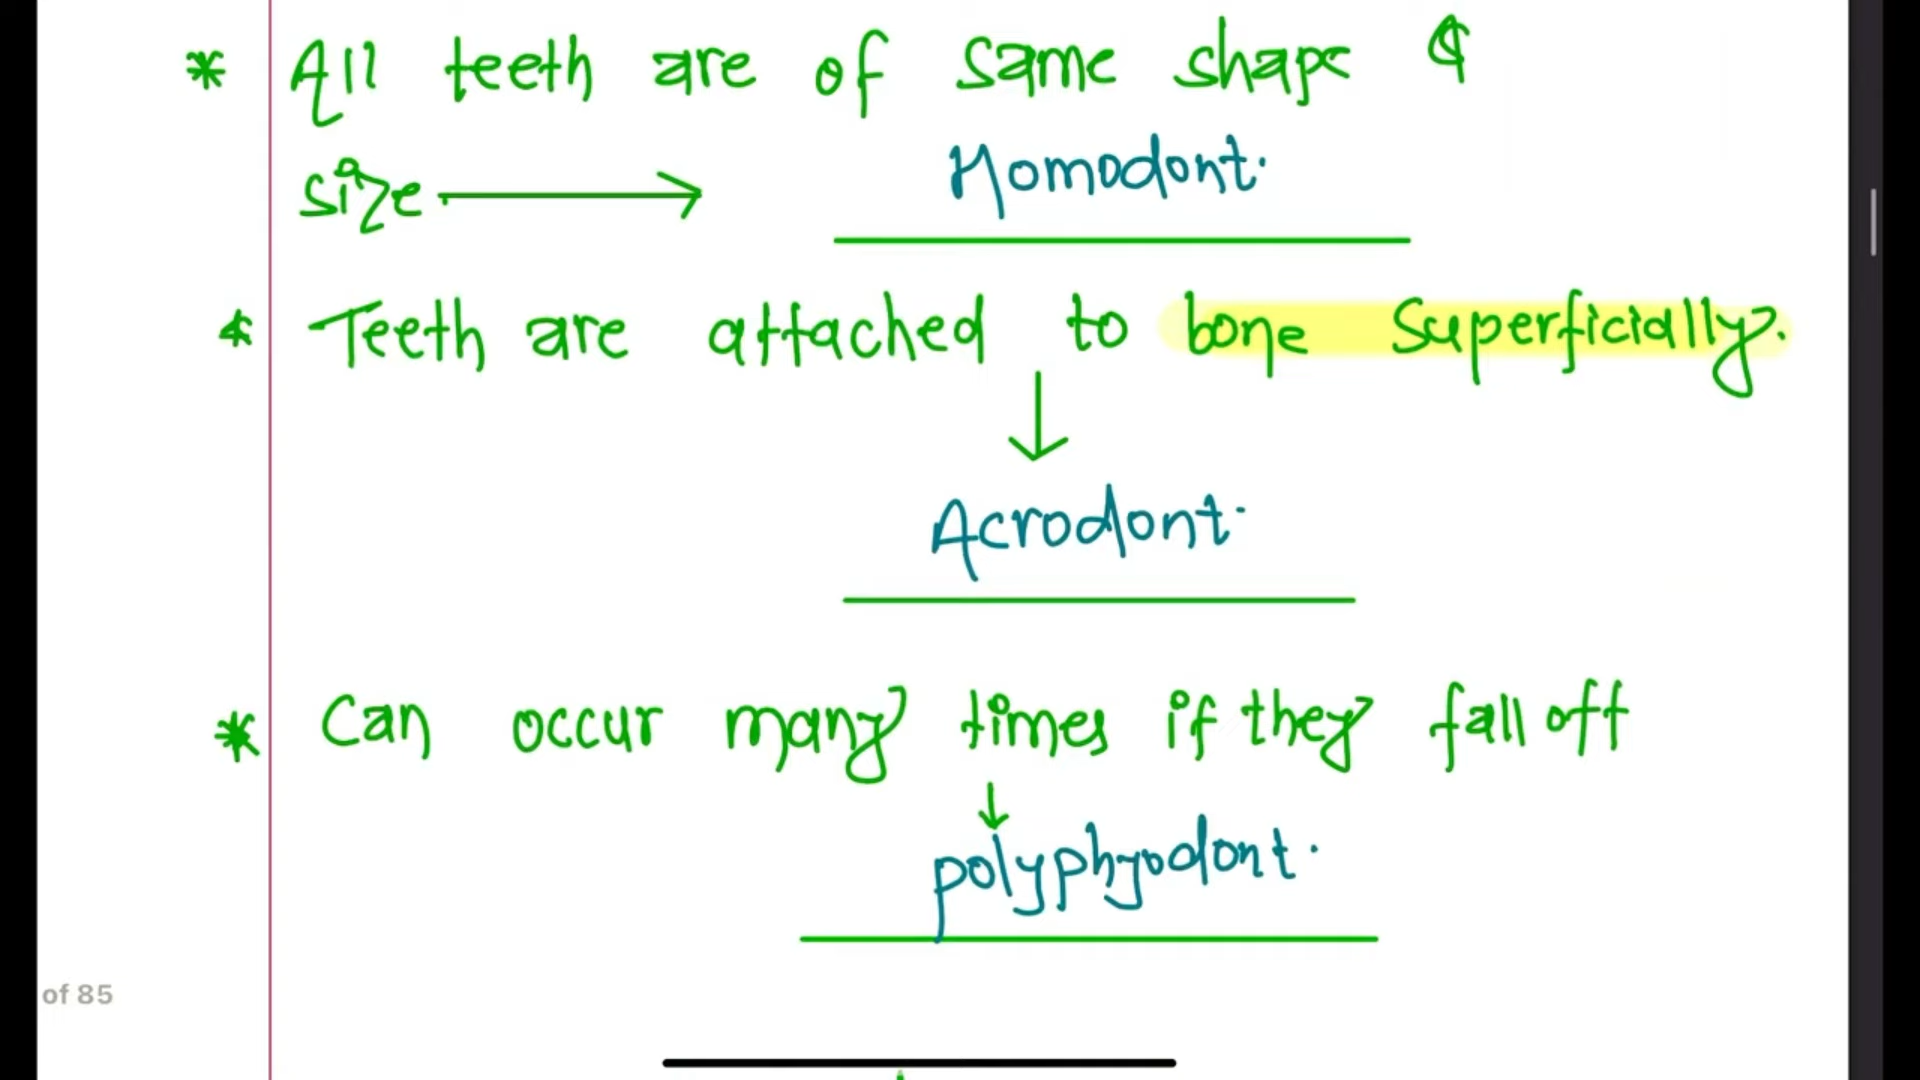 * All teeth are of same shape &
size → Homodont.
* Teeth are attached to bone superficially.
↓
Acrodont.
* Can occur many times if they fall off
↓
polyphyodont.
of 85